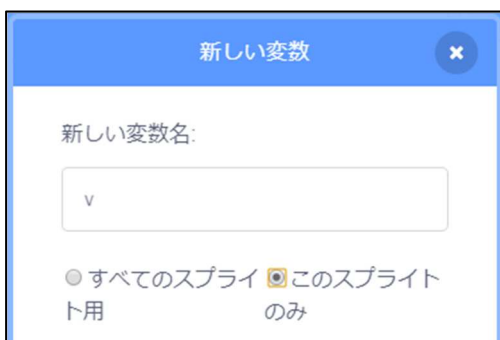 新しい変数
新しい変数名:
v
すべてのスプライ
ト用
このスプライト
のみ